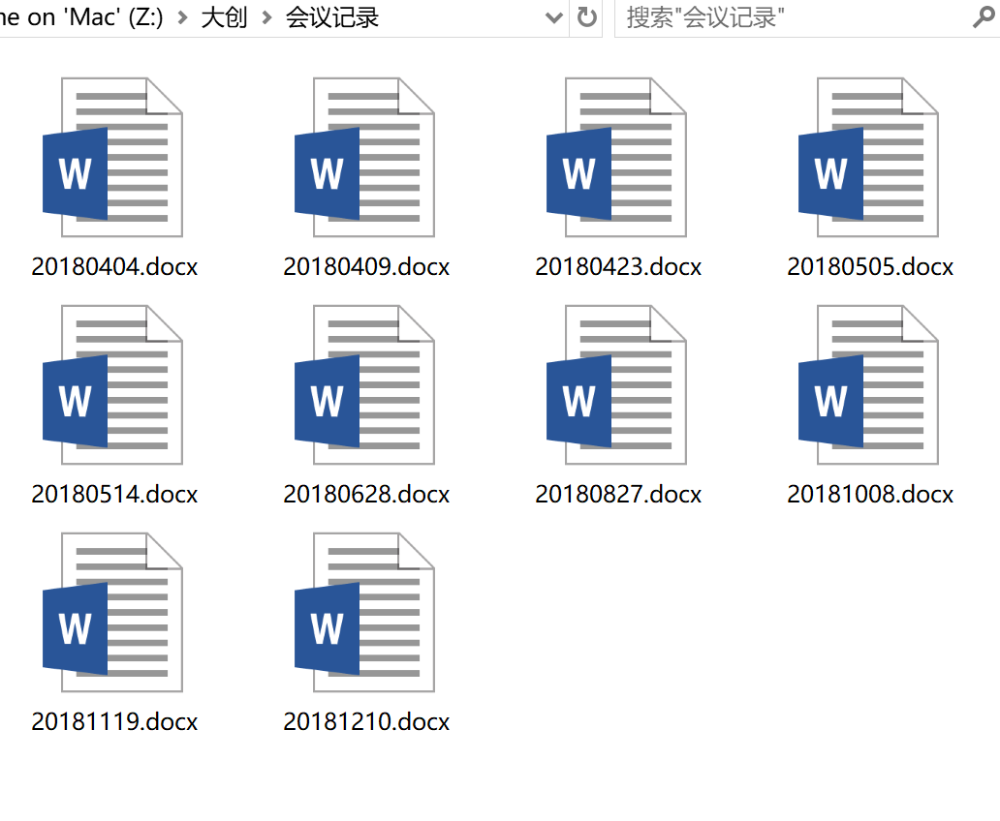 ne on 'Mac' (Z:) > 大创 > 会议记录
搜索"会议记录"
W W W W
20180404.docx 20180409.docx 20180423.docx 20180505.docx
W W W W
20180514.docx 20180628.docx 20180827.docx 20181008.docx
W W
20181119.docx 20181210.docx